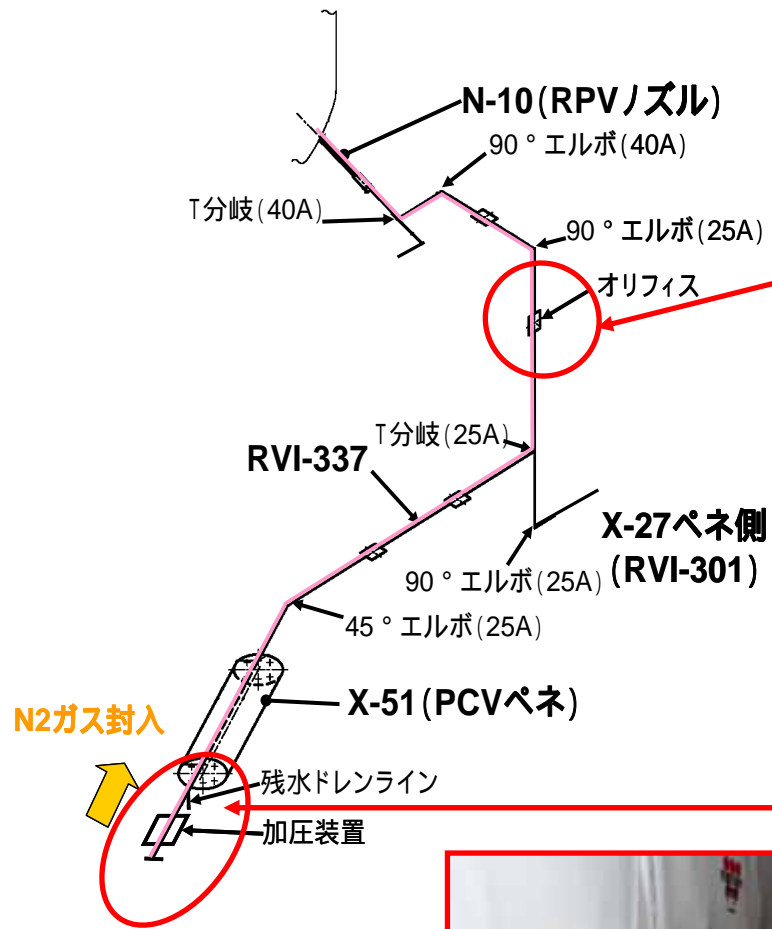 N-10(RPVノズル)
90°エルボ(40A)
T分岐(40A)
90°エルボ(25A)
オリフィス
T分岐(25A)
RVI-337
X-27ペネ側
(RVI-301)
90°エルボ(25A)
45°エルボ(25A)
X-51(PCVペネ)
N2ガス封入
残水ドレンライン
加圧装置